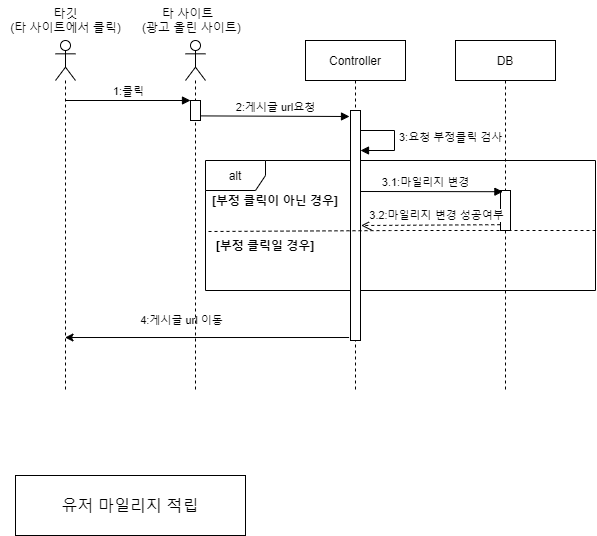 타깃
(타 사이트에서 클릭)
타 사이트
(광고 올린 사이트)
Controller
DB
1:클릭
2:게시글 url요청
3:요청 부정클릭 검사
alt
3.1:마일리지 변경
[부정 클릭이 아닌 경우]
3.2:마일리지 변경 성공여부
[부정 클릭일 경우]
4:게시글 url 이동
유저 마일리지 적립